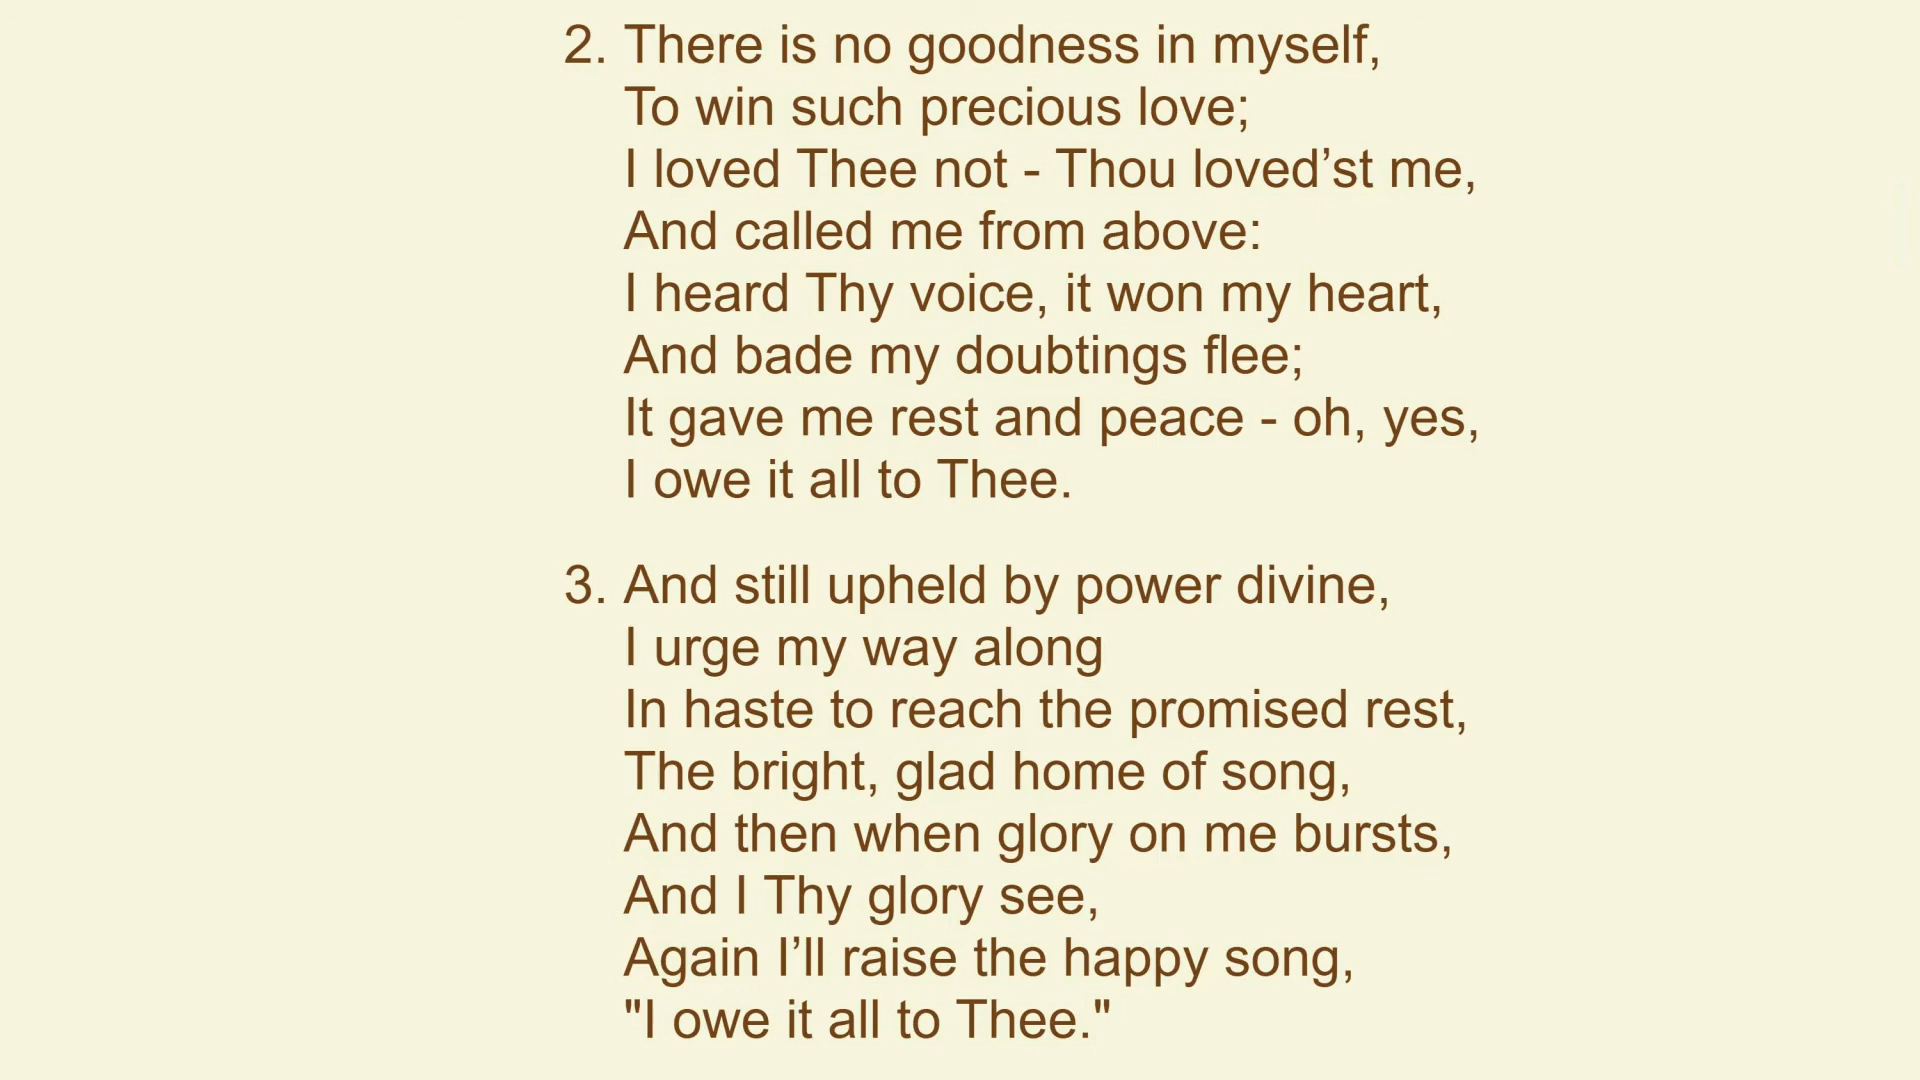 2. There is no goodness in myself,
To win such precious love;
I loved Thee not - Thou loved’st me,
And called me from above:
I heard Thy voice, it won my heart,
And bade my doubtings flee;
It gave me rest and peace - oh, yes,
I owe it all to Thee.
3. And still upheld by power divine,
I urge my way along
In haste to reach the promised rest,
The bright, glad home of song,
And then when glory on me bursts,
And I Thy glory see,
Again I’ll raise the happy song,
"I owe it all to Thee."